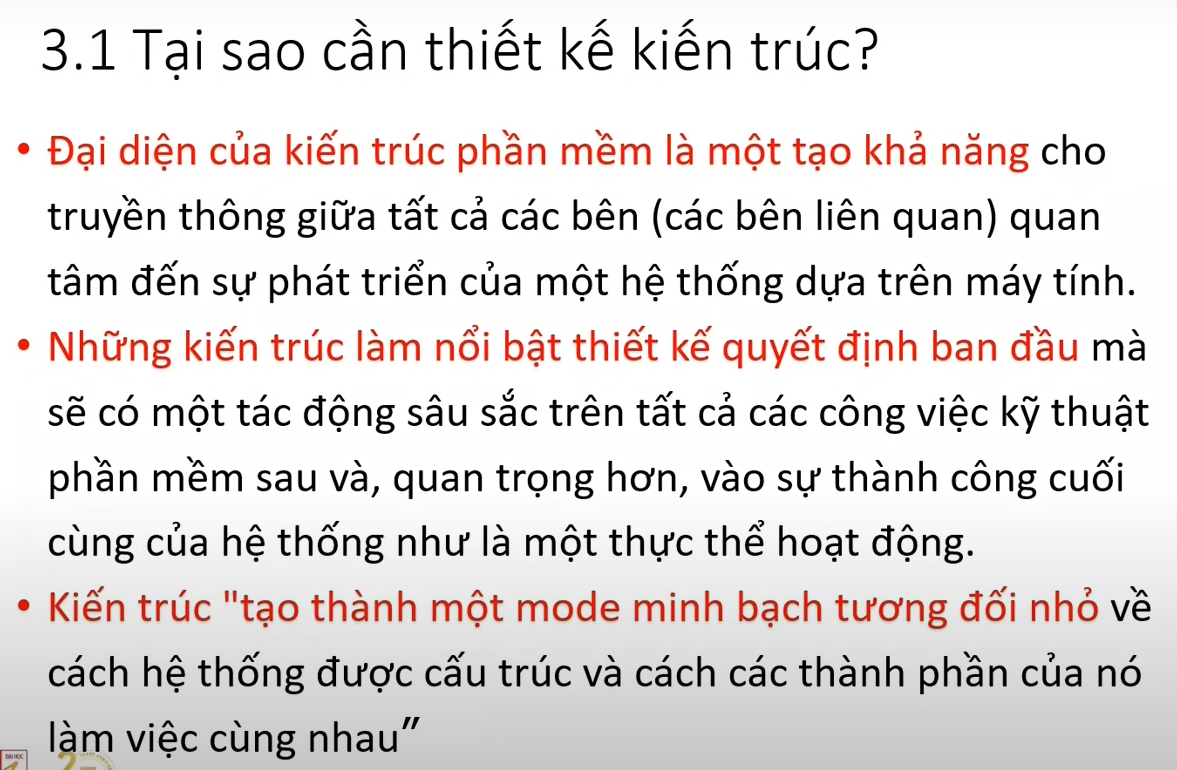 3.1 Tại sao cần thiết kế kiến trúc?
• Đại diện của kiến trúc phần mềm là một tạo khả năng cho
truyền thông giữa tất cả các bên (các bên liên quan) quan
tâm đến sự phát triển của một hệ thống dựa trên máy tính.
• Những kiến trúc làm nổi bật thiết kế quyết định ban đầu mà
sẽ có một tác động sâu sắc trên tất cả các công việc kỹ thuật
phần mềm sau và, quan trọng hơn, vào sự thành công cuối
cùng của hệ thống như là một thực thể hoạt động.
• Kiến trúc "tạo thành một mode minh bạch tương đối nhỏ về
cách hệ thống được cấu trúc và cách các thành phần của nó
làm việc cùng nhau”
ĐẠI HỌC